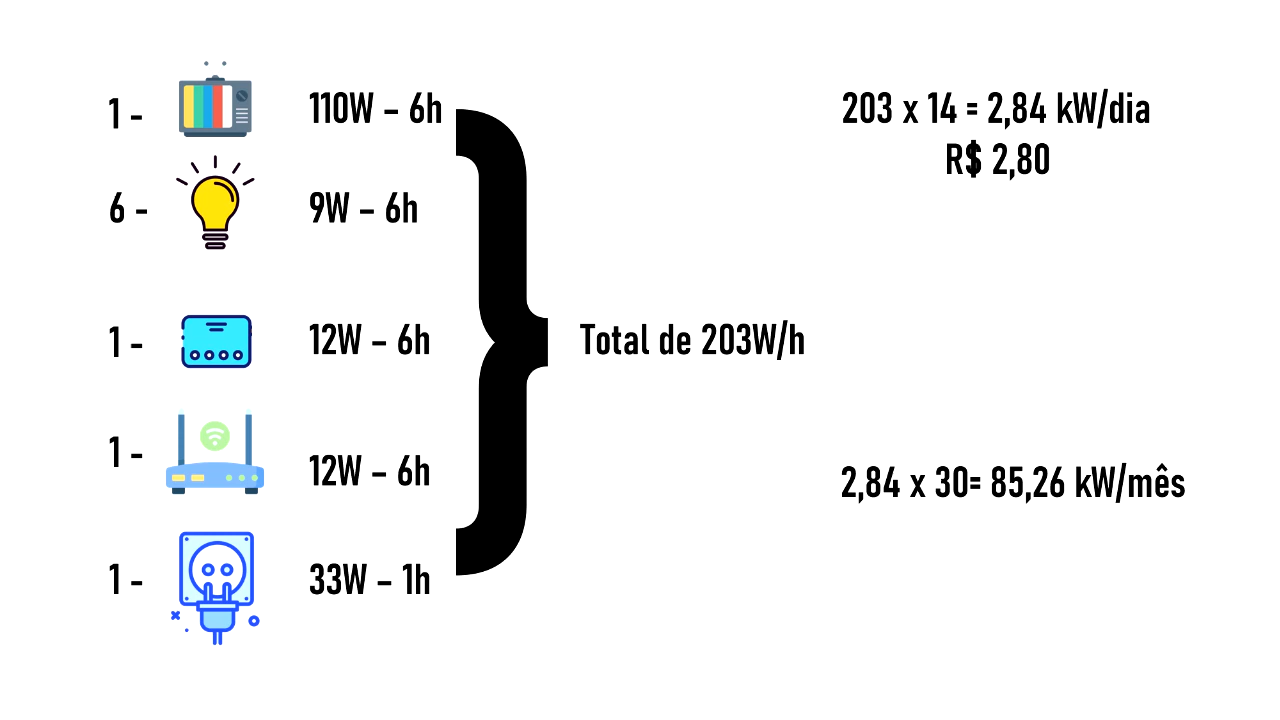 1 - 110W – 6h
6 - 9W – 6h
1 - 12W – 6h
1 - 12W – 6h
1 - 33W – 1h
Total de 203W/h
203 x 14 = 2,84 kW/dia
R$ 2,80
2,84 x 30= 85,26 kW/mês